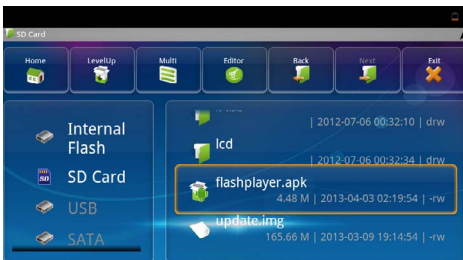 SD Card
Home
LevelUp
Multi
Editor
Back
Next
Exit
Internal
Flash
SD Card
USB
SATA
| 2012-07-06 00:32:10 | drw
lcd
| 2012-07-06 00:32:34 | drw
flashplayer.apk
4.48 M | 2013-04-03 02:19:54 | -rw
update.img
165.66 M | 2013-03-09 19:14:54 | -rw